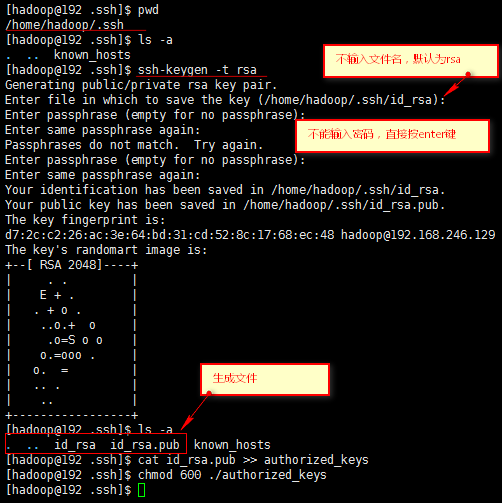 [hadoop@192 .ssh]$ pwd
/home/hadoop/.ssh
[hadoop@192 .ssh]$ ls -a
.  ..  known_hosts
[hadoop@192 .ssh]$ ssh-keygen -t rsa
不输入文件名，默认为rsa
Generating public/private rsa key pair.
Enter file in which to save the key (/home/hadoop/.ssh/id_rsa):
Enter passphrase (empty for no passphrase):
Enter same passphrase again:
不能输入密码，直接按enter键
Passphrases do not match.  Try again.
Enter passphrase (empty for no passphrase):
Enter same passphrase again:
Your identification has been saved in /home/hadoop/.ssh/id_rsa.
Your public key has been saved in /home/hadoop/.ssh/id_rsa.pub.
The key fingerprint is:
d7:2c:c2:26:ac:3e:64:bd:31:cd:52:8c:17:68:ec:48 hadoop@192.168.246.129
The key's randomart image is:
+--[ RSA 2048]----+
|     . .         |
|    E + .        |
|   . + o .       |
|    ..o.+  o     |
|     .o=S o o    |
|    o.=ooo .     |
|   o.  =         |
|   .. .          |
|    ..           |
+-----------------+
生成文件
[hadoop@192 .ssh]$ ls -a
.  ..  id_rsa  id_rsa.pub  known_hosts
[hadoop@192 .ssh]$ cat id_rsa.pub >> authorized_keys
[hadoop@192 .ssh]$ chmod 600 ./authorized_keys
[hadoop@192 .ssh]$